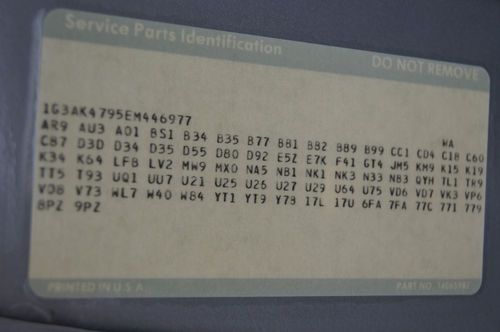 Service Parts Identification
DO NOT REMOVE
1G3AK4795EM446977
WA
AR9 AU3 A01 BS1 B34 B35 B77 B81 B82 B89 B99 CC1 CD4 C18 C60
C87 D3D D34 D35 D55 D80 D92 E5Z E7K F41 GT4 JM5 KM9 K15 K19
K34 K64 LF8 LV2 MW9 MX0 NA5 NB1 NK1 NK3 N33 N83 QYH TL1 TR9
TT5 T93 UQ1 UU7 U21 U25 U26 U27 U29 U64 U75 VD6 VD7 VK3 VP6
V08 V73 WL7 W40 W84 YT1 YT9 Y78 17L 17U 6FA 7FA 77C 771 779
8PZ 9PZ
PRINTED IN U.S.A.
PART NO.